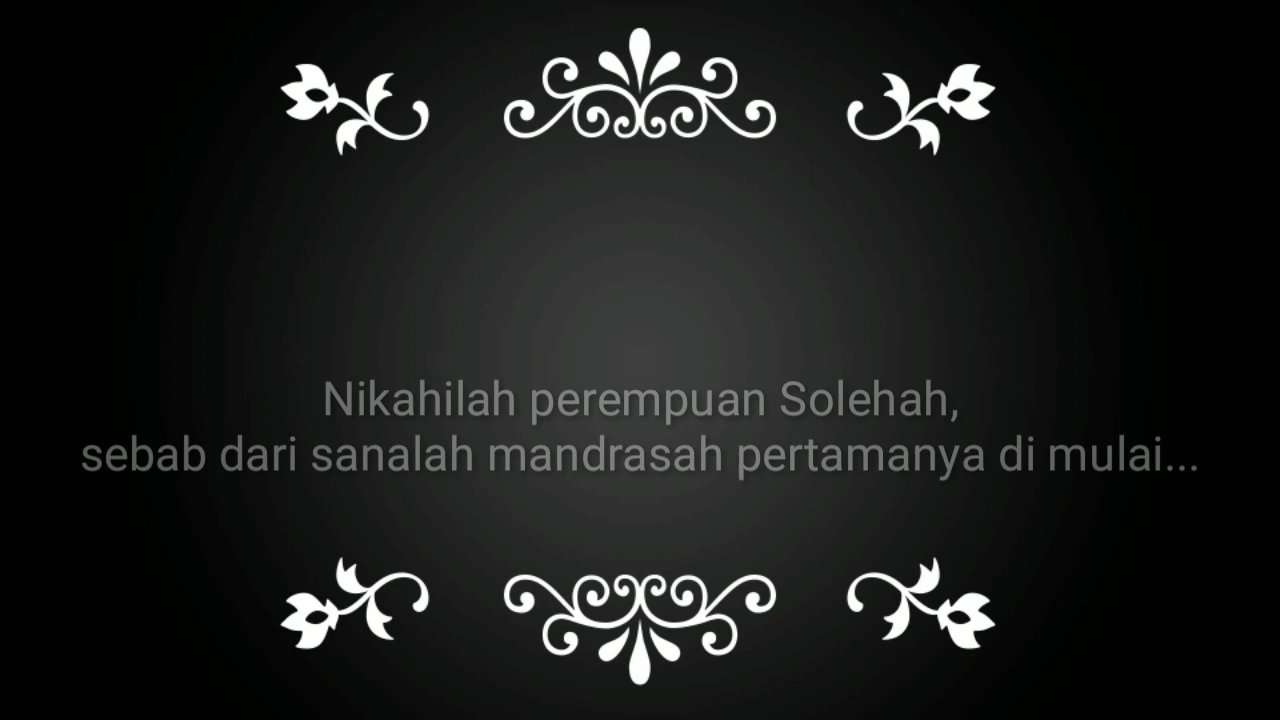 Nikahilah perempuan Solehah,
sebab dari sanalah mandrasah pertamanya di mulai...